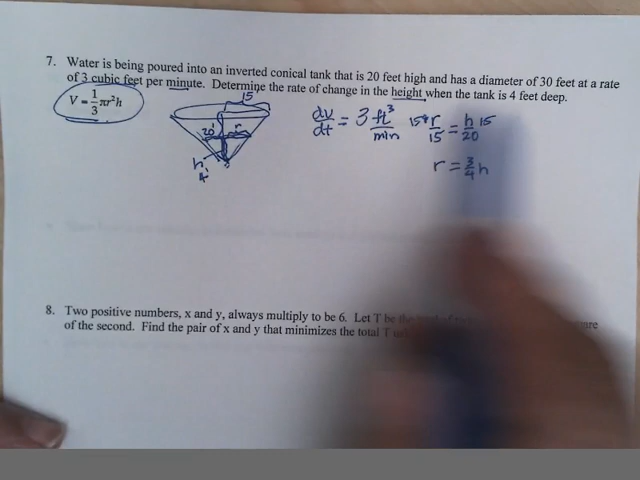 7. Water is being poured into an inverted conical tank that is 20 feet high and has a diameter of 30 feet at a rate
of 3 cubic feet per minute. Determine the rate of change in the height when the tank is 4 feet deep.
V = 1/3 πr²h
15
20'
r
h
4'
dv/dt = 3 ft³/min
15· r/15 = h/20 15
r = 3/4 h
8. Two positive numbers, x and y, always multiply to be 6. Let T be the
of the second. Find the pair of x and y that minimizes the total T